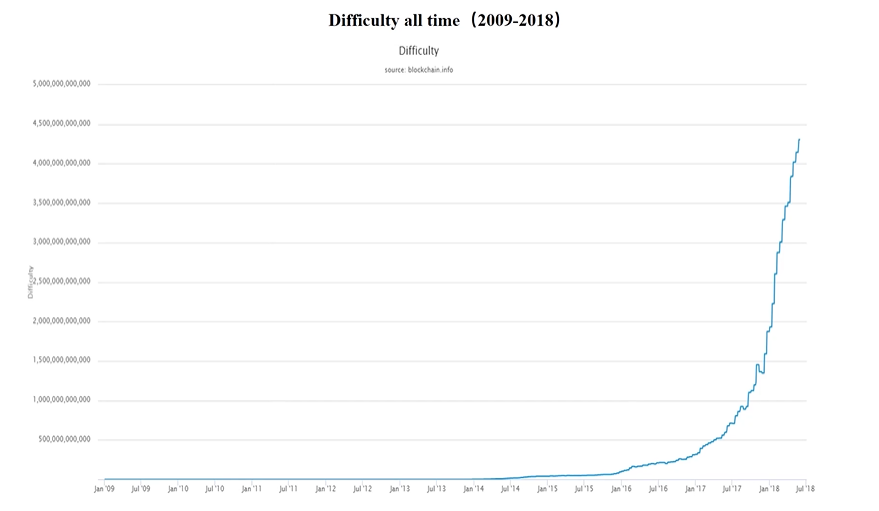 Difficulty all time（2009-2018）
Difficulty
source: blockchain.info
5,000,000,000,000
4,500,000,000,000
4,000,000,000,000
3,500,000,000,000
3,000,000,000,000
2,500,000,000,000
2,000,000,000,000
1,500,000,000,000
1,000,000,000,000
500,000,000,000
Difficulty
Jan '09 Jul '09 Jan '10 Jul '10 Jan '11 Jul '11 Jan '12 Jul '12 Jan '13 Jul '13 Jan '14 Jul '14 Jan '15 Jul '15 Jan '16 Jul '16 Jan '17 Jul '17 Jan '18 Jul '18